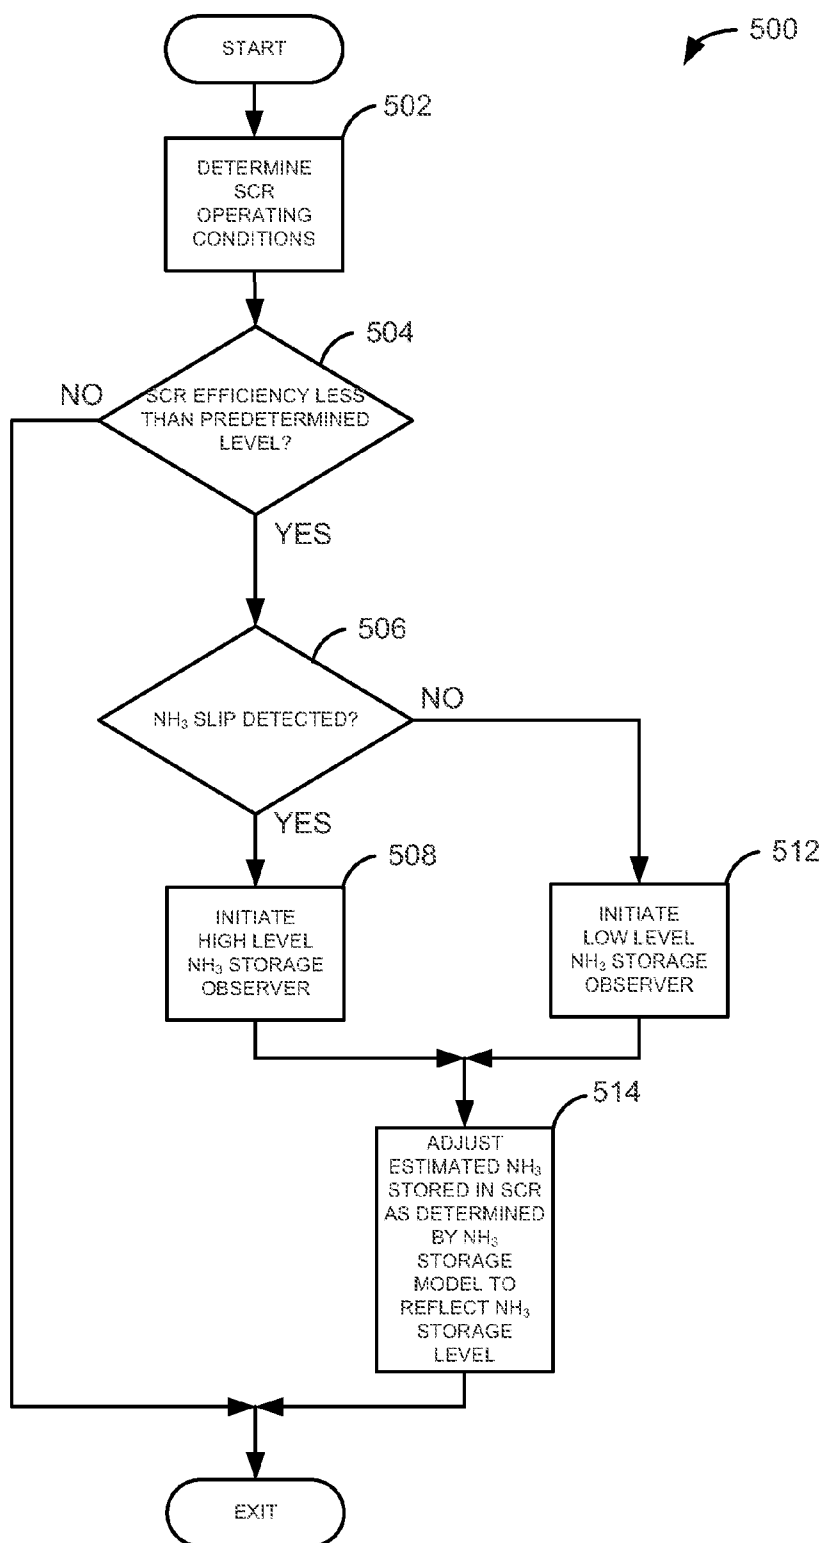 START
500
502
DETERMINE
SCR
OPERATING
CONDITIONS
504
NO
SCR EFFICIENCY LESS
THAN PREDETERMINED
LEVEL?
YES
506
NH₃ SLIP DETECTED?
NO
YES
508
512
INITIATE
HIGH LEVEL
NH₃ STORAGE
OBSERVER
INITIATE
LOW LEVEL
NH₃ STORAGE
OBSERVER
514
ADJUST
ESTIMATED NH₃
STORED IN SCR
AS DETERMINED
BY NH₃
STORAGE
MODEL TO
REFLECT NH₃
STORAGE
LEVEL
EXIT